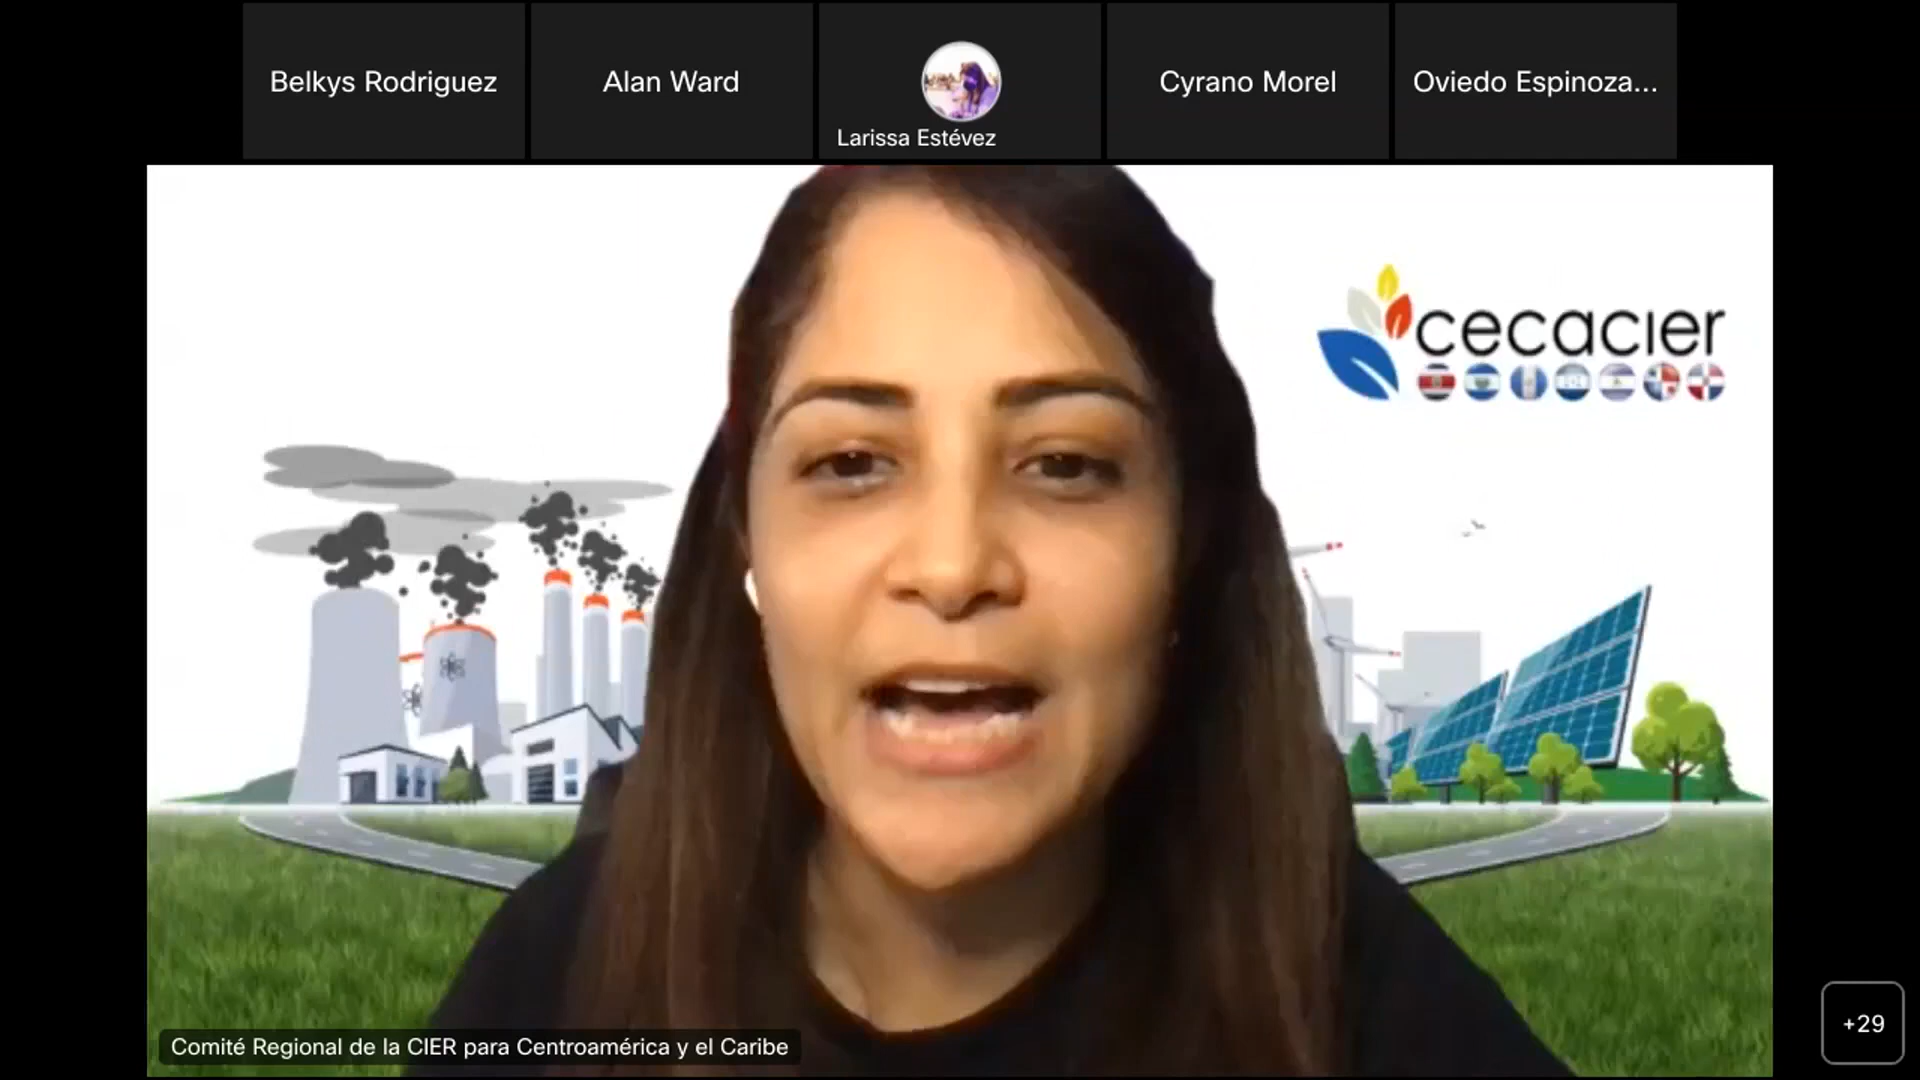 Belkys Rodriguez
Alan Ward
Larissa Estévez
Cyrano Morel
Oviedo Espinoza...
cecacier
Comité Regional de la CIER para Centroamérica y el Caribe
+29